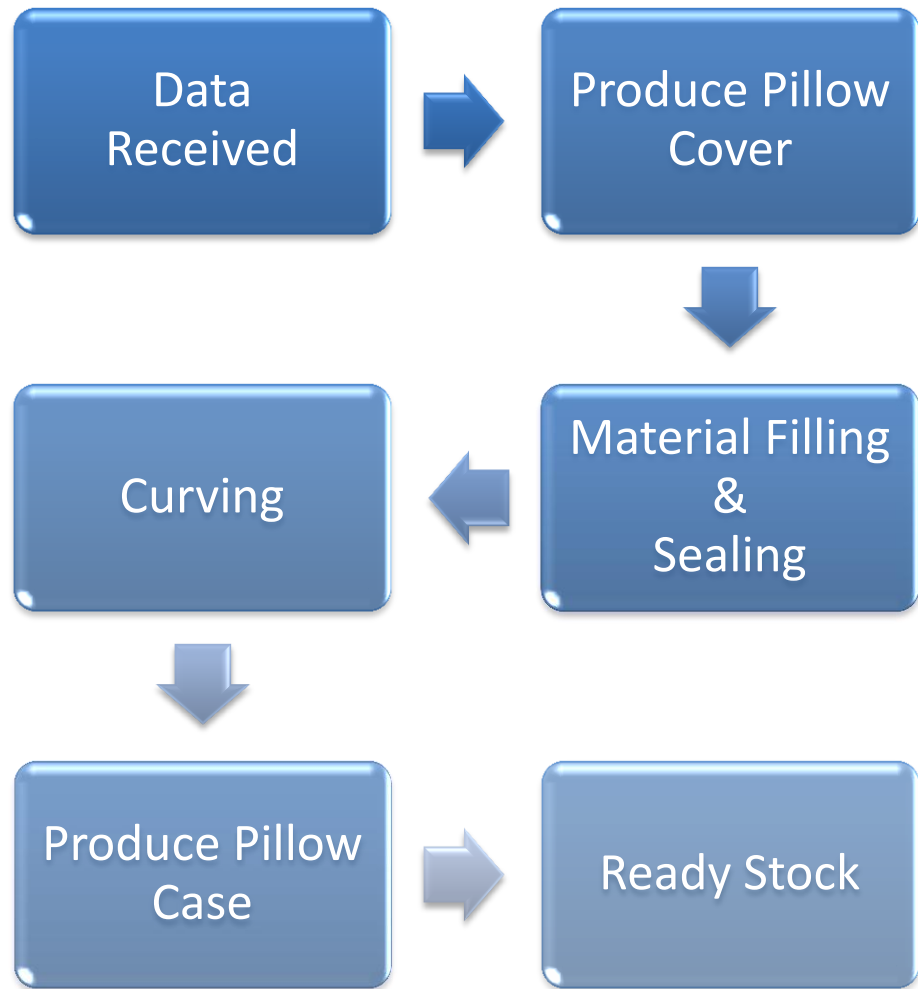 Data
Received
Produce Pillow
Cover
Material Filling
&
Sealing
Curving
Produce Pillow
Case
Ready Stock